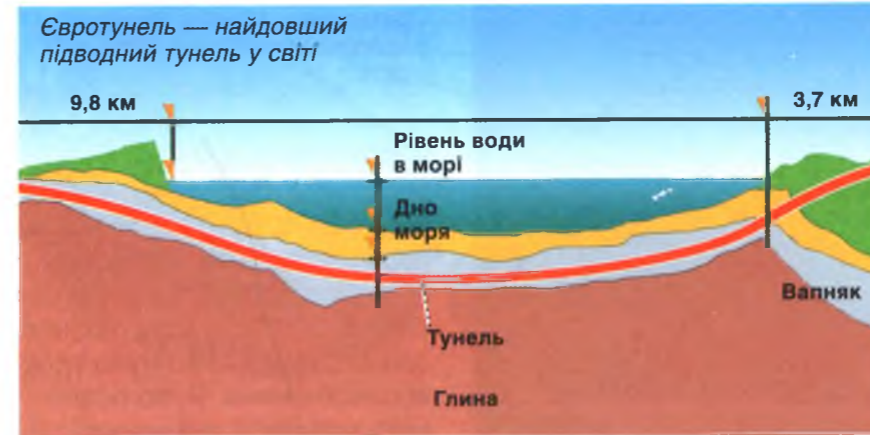 Євротунель — найдовший
підводний тунель у світі
9,8 км
3,7 км
Рівень води
в морі
Дно
моря
Вапняк
Тунель
Глина